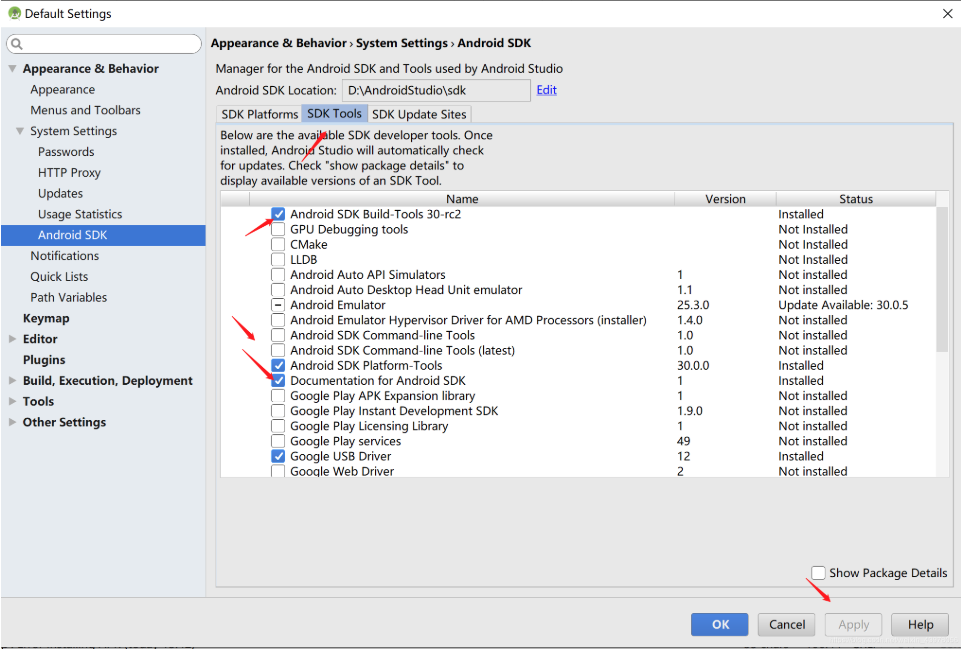 Default Settings
Appearance & Behavior › System Settings › Android SDK
Appearance & Behavior
Appearance
Menus and Toolbars
System Settings
Passwords
HTTP Proxy
Updates
Usage Statistics
Android SDK
Notifications
Quick Lists
Path Variables
Keymap
Editor
Plugins
Build, Execution, Deployment
Tools
Other Settings
Manager for the Android SDK and Tools used by Android Studio
Android SDK Location: D:\AndroidStudio\sdk Edit
SDK Platforms SDK Tools SDK Update Sites
Below are the available SDK developer tools. Once
installed, Android Studio will automatically check
for updates. Check "show package details" to
display available versions of an SDK Tool.
Name Version Status
Android SDK Build-Tools 30-rc2 Installed
GPU Debugging tools Not Installed
CMake Not Installed
LLDB Not Installed
Android Auto API Simulators 1 Not installed
Android Auto Desktop Head Unit emulator 1.1 Not installed
Android Emulator 25.3.0 Update Available: 30.0.5
Android Emulator Hypervisor Driver for AMD Processors (installer) 1.4.0 Not installed
Android SDK Command-line Tools 1.0 Not installed
Android SDK Command-line Tools (latest) 1.0 Not installed
Android SDK Platform-Tools 30.0.0 Installed
Documentation for Android SDK 1 Installed
Google Play APK Expansion library 1 Not installed
Google Play Instant Development SDK 1.9.0 Not installed
Google Play Licensing Library 1 Not installed
Google Play services 49 Not installed
Google USB Driver 12 Installed
Google Web Driver 2 Not installed
Show Package Details
OK Cancel Apply Help